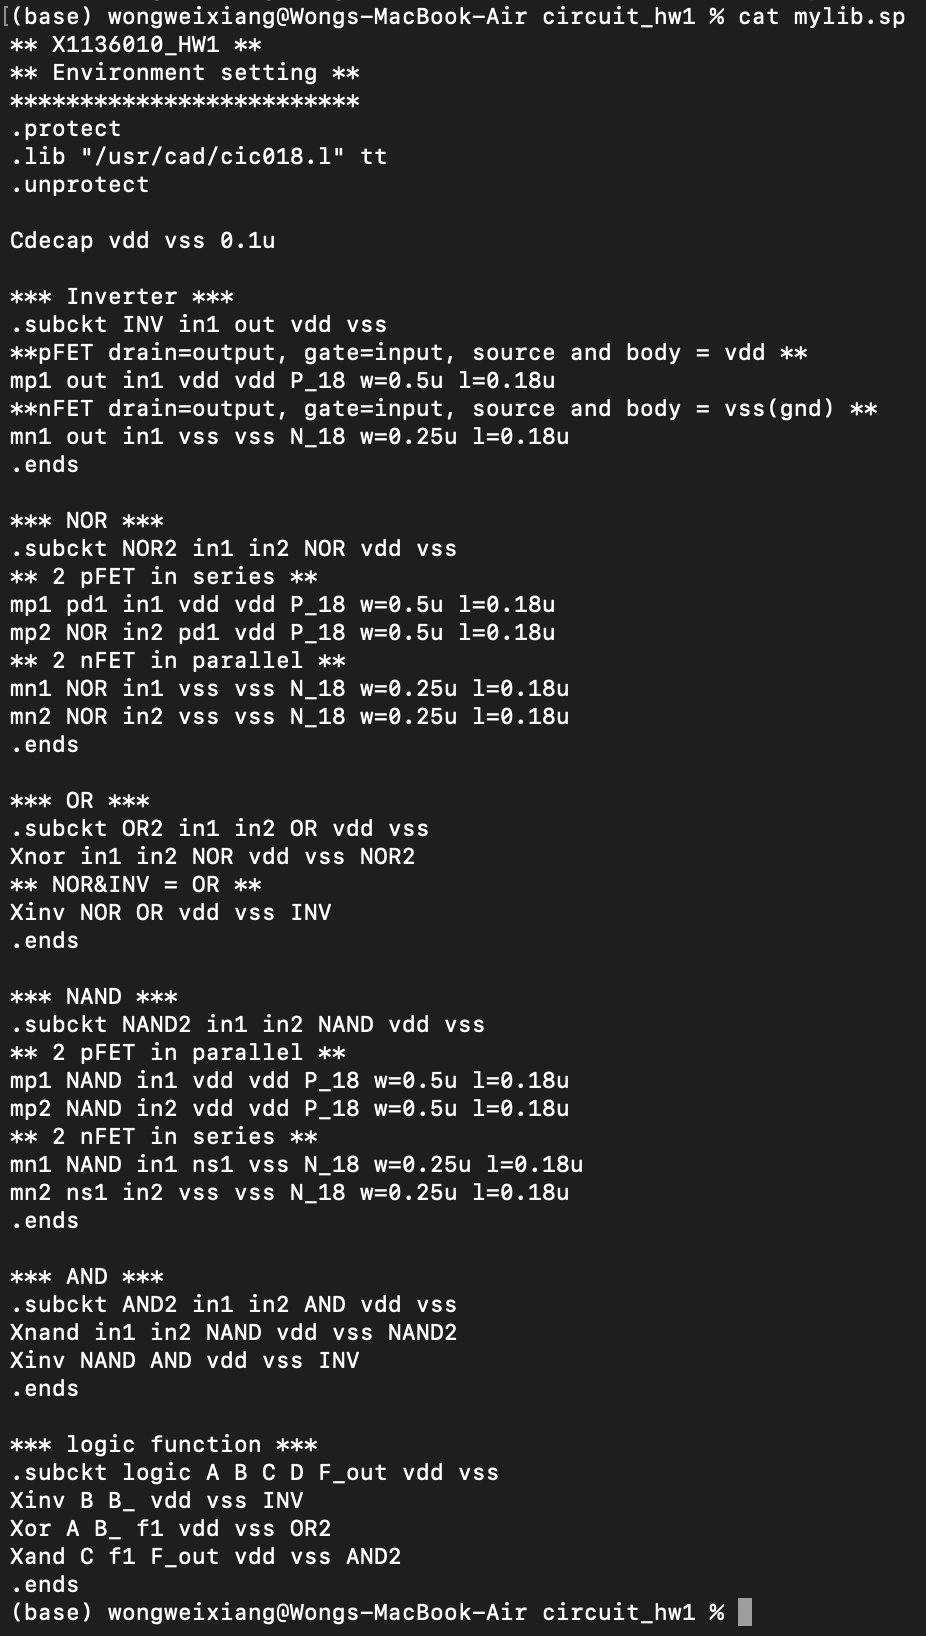 [(base) wongweixiang@Wongs-MacBook-Air circuit_hw1 % cat mylib.sp
** X1136010_HW1 **
** Environment setting **
*************************
.protect
.lib "/usr/cad/cic018.l" tt
.unprotect
Cdecap vdd vss 0.1u
*** Inverter ***
.subckt INV in1 out vdd vss
**pFET drain=output, gate=input, source and body = vdd **
mp1 out in1 vdd vdd P_18 w=0.5u l=0.18u
**nFET drain=output, gate=input, source and body = vss(gnd) **
mn1 out in1 vss vss N_18 w=0.25u l=0.18u
.ends
*** NOR ***
.subckt NOR2 in1 in2 NOR vdd vss
** 2 pFET in series **
mp1 pd1 in1 vdd vdd P_18 w=0.5u l=0.18u
mp2 NOR in2 pd1 vdd P_18 w=0.5u l=0.18u
** 2 nFET in parallel **
mn1 NOR in1 vss vss N_18 w=0.25u l=0.18u
mn2 NOR in2 vss vss N_18 w=0.25u l=0.18u
.ends
*** OR ***
.subckt OR2 in1 in2 OR vdd vss
Xnor in1 in2 NOR vdd vss NOR2
** NOR&INV = OR **
Xinv NOR OR vdd vss INV
.ends
*** NAND ***
.subckt NAND2 in1 in2 NAND vdd vss
** 2 pFET in parallel **
mp1 NAND in1 vdd vdd P_18 w=0.5u l=0.18u
mp2 NAND in2 vdd vdd P_18 w=0.5u l=0.18u
** 2 nFET in series **
mn1 NAND in1 ns1 vss N_18 w=0.25u l=0.18u
mn2 ns1 in2 vss vss N_18 w=0.25u l=0.18u
.ends
*** AND ***
.subckt AND2 in1 in2 AND vdd vss
Xnand in1 in2 NAND vdd vss NAND2
Xinv NAND AND vdd vss INV
.ends
*** logic function ***
.subckt logic A B C D F_out vdd vss
Xinv B B_ vdd vss INV
Xor A B_ f1 vdd vss OR2
Xand C f1 F_out vdd vss AND2
.ends
(base) wongweixiang@Wongs-MacBook-Air circuit_hw1 %